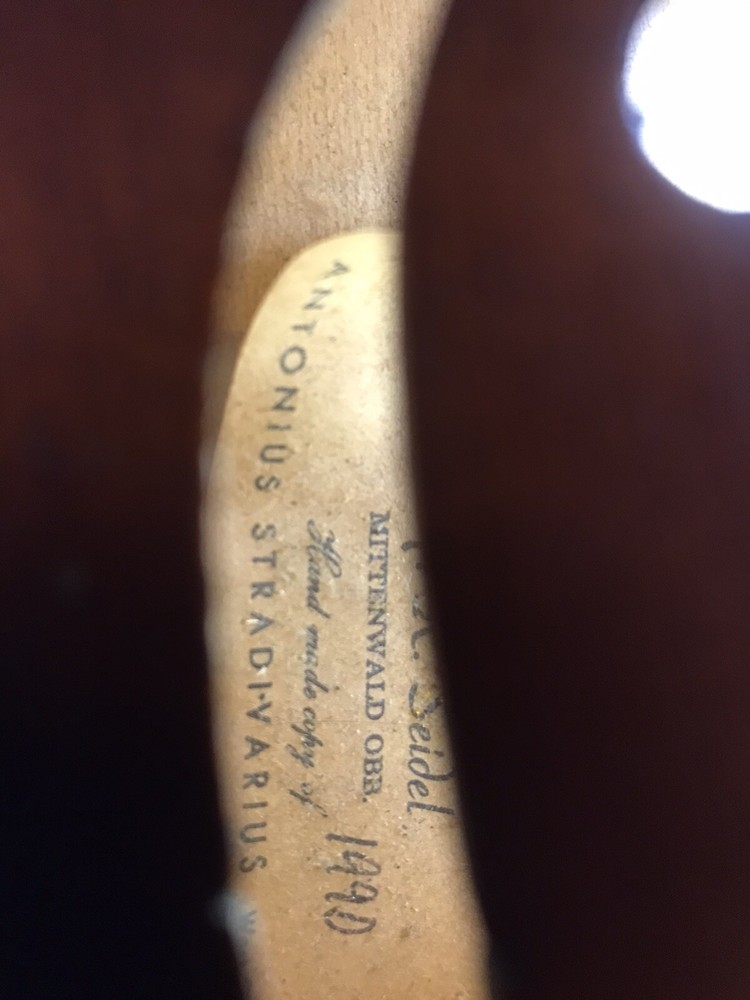 Seidel
MITTENWALD OBB.
1990
Hand made copy of
ANTONIUS STRADIVARIUS